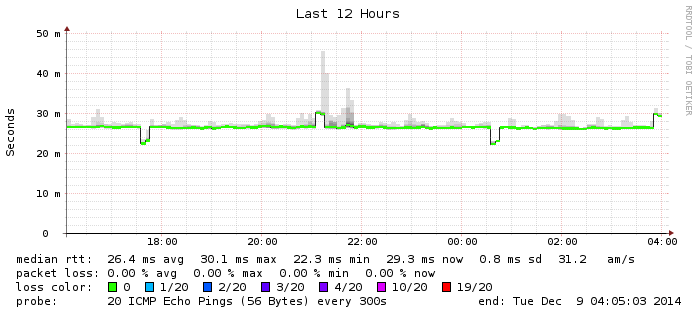 Last 12 Hours
RRDTOOL / TOBI OETIKER
Seconds
50 m
40 m
30 m
20 m
10 m
0
18:00 20:00 22:00 00:00 02:00 04:00
median rtt: 26.4 ms avg 30.1 ms max 22.3 ms min 29.3 ms now 0.8 ms sd 31.2 am/s
packet loss: 0.00 % avg 0.00 % max 0.00 % min 0.00 % now
loss color: 0 1/20 2/20 3/20 4/20 10/20 19/20
probe: 20 ICMP Echo Pings (56 Bytes) every 300s end: Tue Dec 9 04:05:03 2014